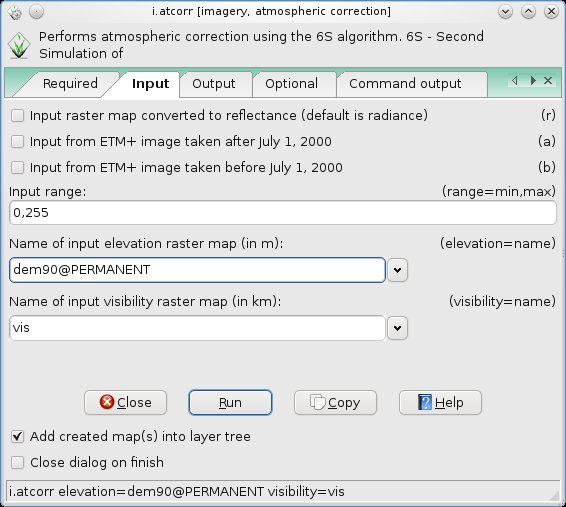 i.atcorr [imagery, atmospheric correction]
Performs atmospheric correction using the 6S algorithm. 6S - Second
Simulation of
Required Input Output Optional Command output
Input raster map converted to reflectance (default is radiance) (r)
Input from ETM+ image taken after July 1, 2000 (a)
Input from ETM+ image taken before July 1, 2000 (b)
Input range: (range=min,max)
0,255
Name of input elevation raster map (in m): (elevation=name)
dem90@PERMANENT
Name of input visibility raster map (in km): (visibility=name)
vis
Close Run Copy Help
Add created map(s) into layer tree
Close dialog on finish
i.atcorr elevation=dem90@PERMANENT visibility=vis